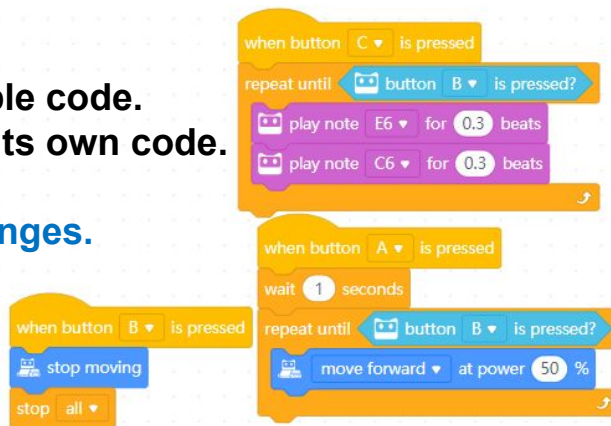 ple code.
ts own code.
nges.
when button C is pressed
repeat until button B is pressed?
play note E6 for 0.3 beats
play note C6 for 0.3 beats
when button A is pressed
wait 1 seconds
repeat until button B is pressed?
move forward at power 50 %
when button B is pressed
stop moving
stop all